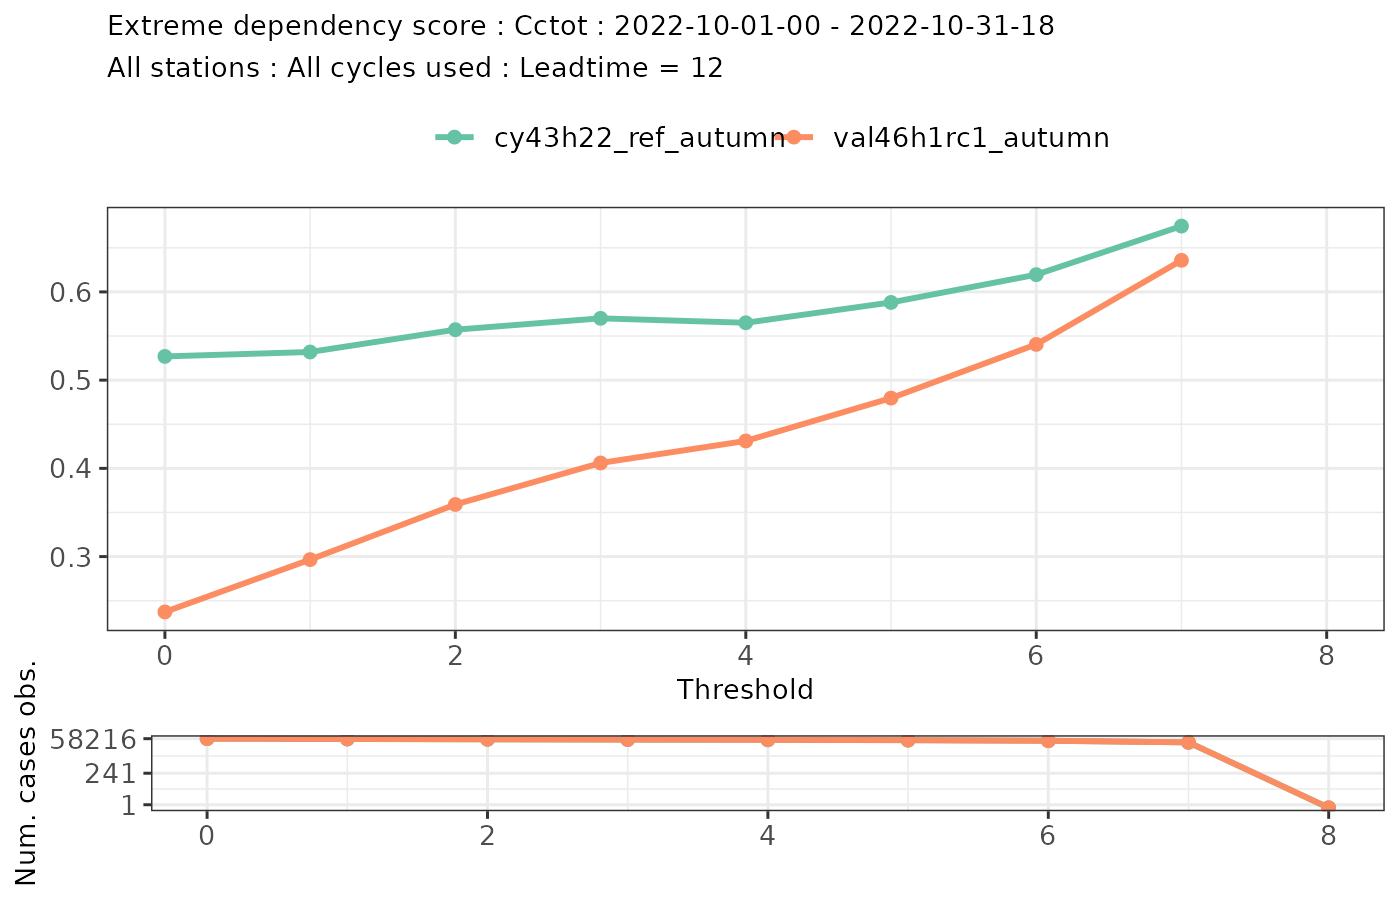 Extreme dependency score : Cctot : 2022-10-01-00 - 2022-10-31-18
All stations : All cycles used : Leadtime = 12
cy43h22_ref_autumn val46h1rc1_autumn
0.6
0.5
0.4
0.3
0 2 4 6 8
Threshold
Num. cases obs.
58216
241
1
0 2 4 6 8